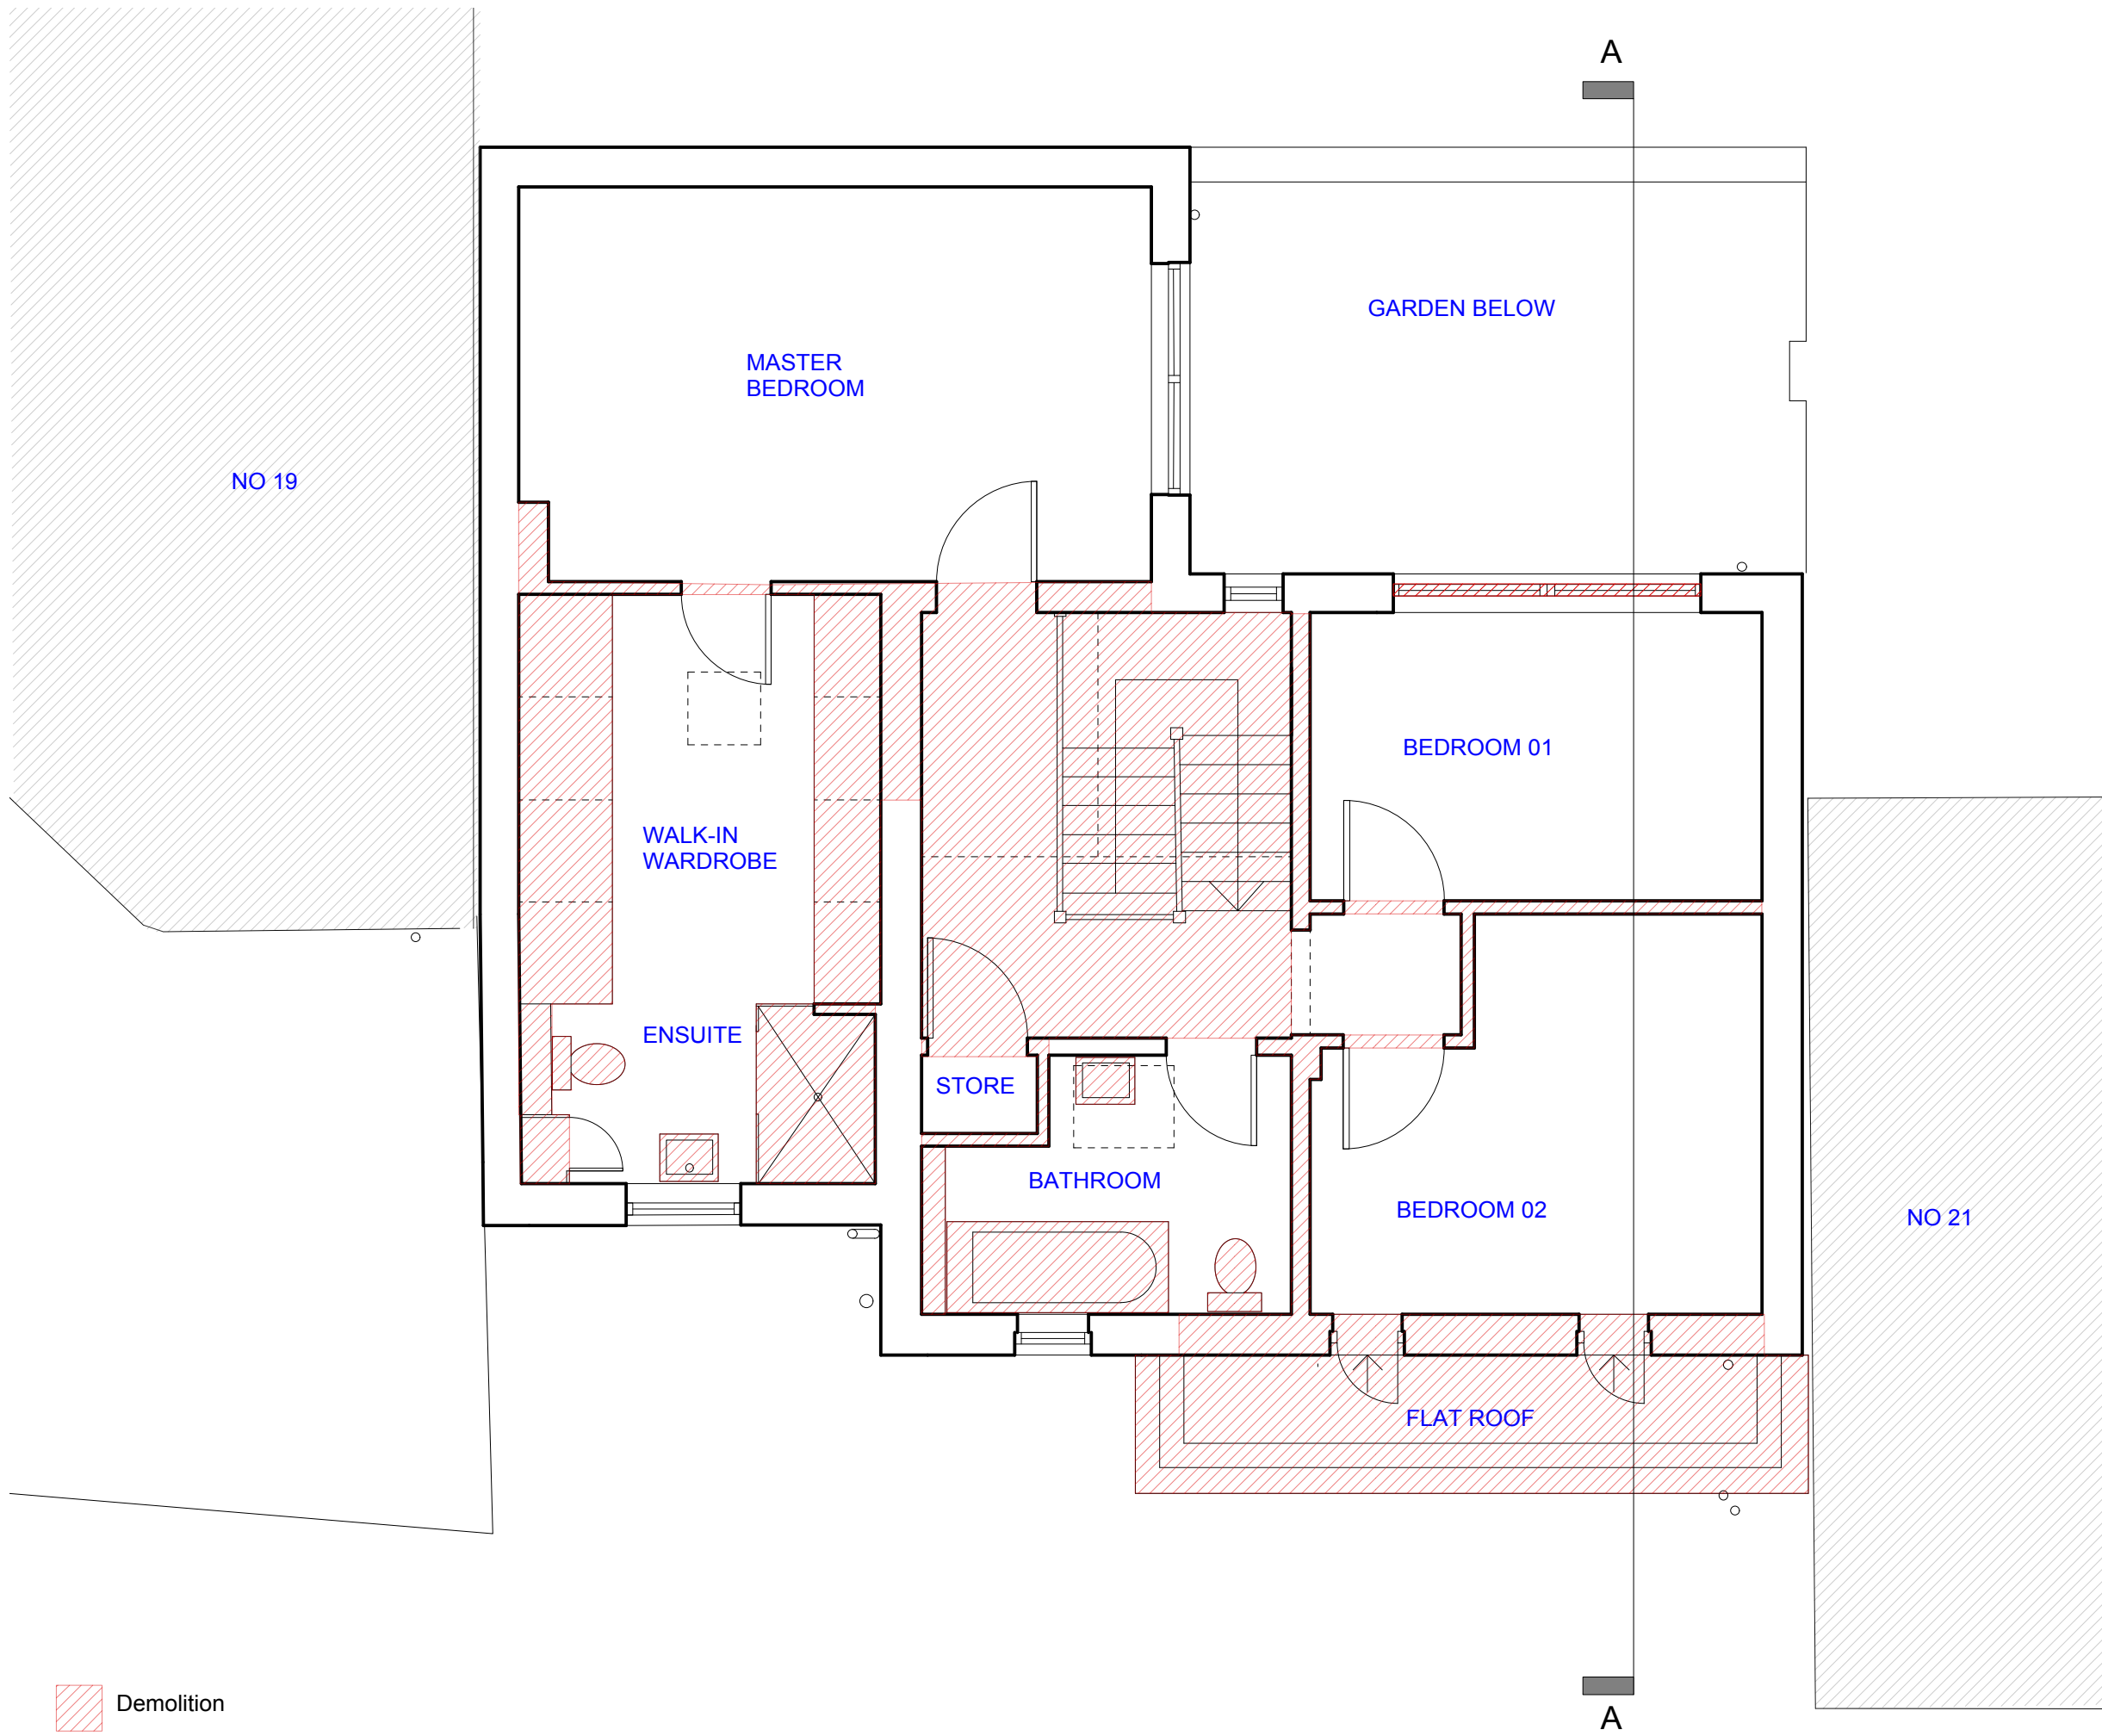 A
GARDEN BELOW
MASTER
BEDROOM
NO 19
BEDROOM 01
WALK-IN
WARDROBE
ENSUITE
STORE
BATHROOM
BEDROOM 02
NO 21
FLAT ROOF
Demolition
A